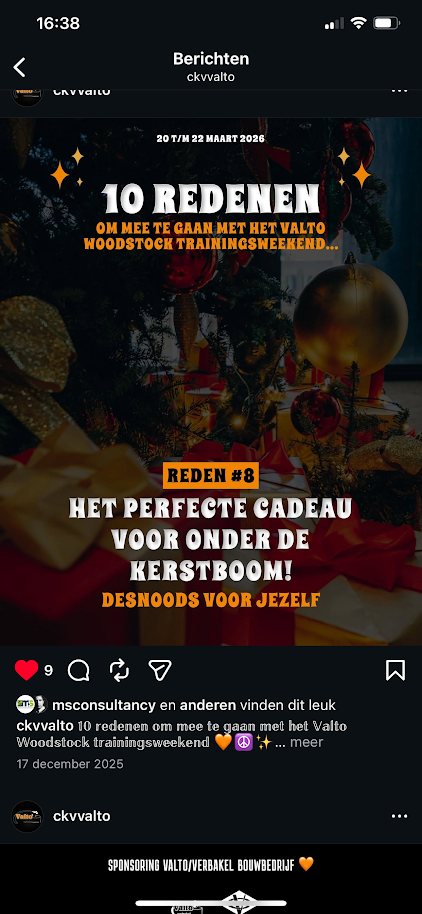 16:38
Berichten
ckvvalto
ckvvalto
20 T/M 22 MAART 2026
10 REDENEN
OM MEE TE GAAN MET HET VALTO
WOODSTOCK TRAININGSWEEKEND...
REDEN #8
HET PERFECTE CADEAU
VOOR ONDER DE
KERSTBOOM!
DESNOODS VOOR JEZELF
9
msconsultancy en anderen vinden dit leuk
ckvvalto 10 redenen om mee te gaan met het Valto
Woodstock trainingsweekend 🧡☮️✨... meer
17 december 2025
Valto
ckvvalto
SPONSORING VALTO/VERBAKEL BOUWBEDRIJF 🧡